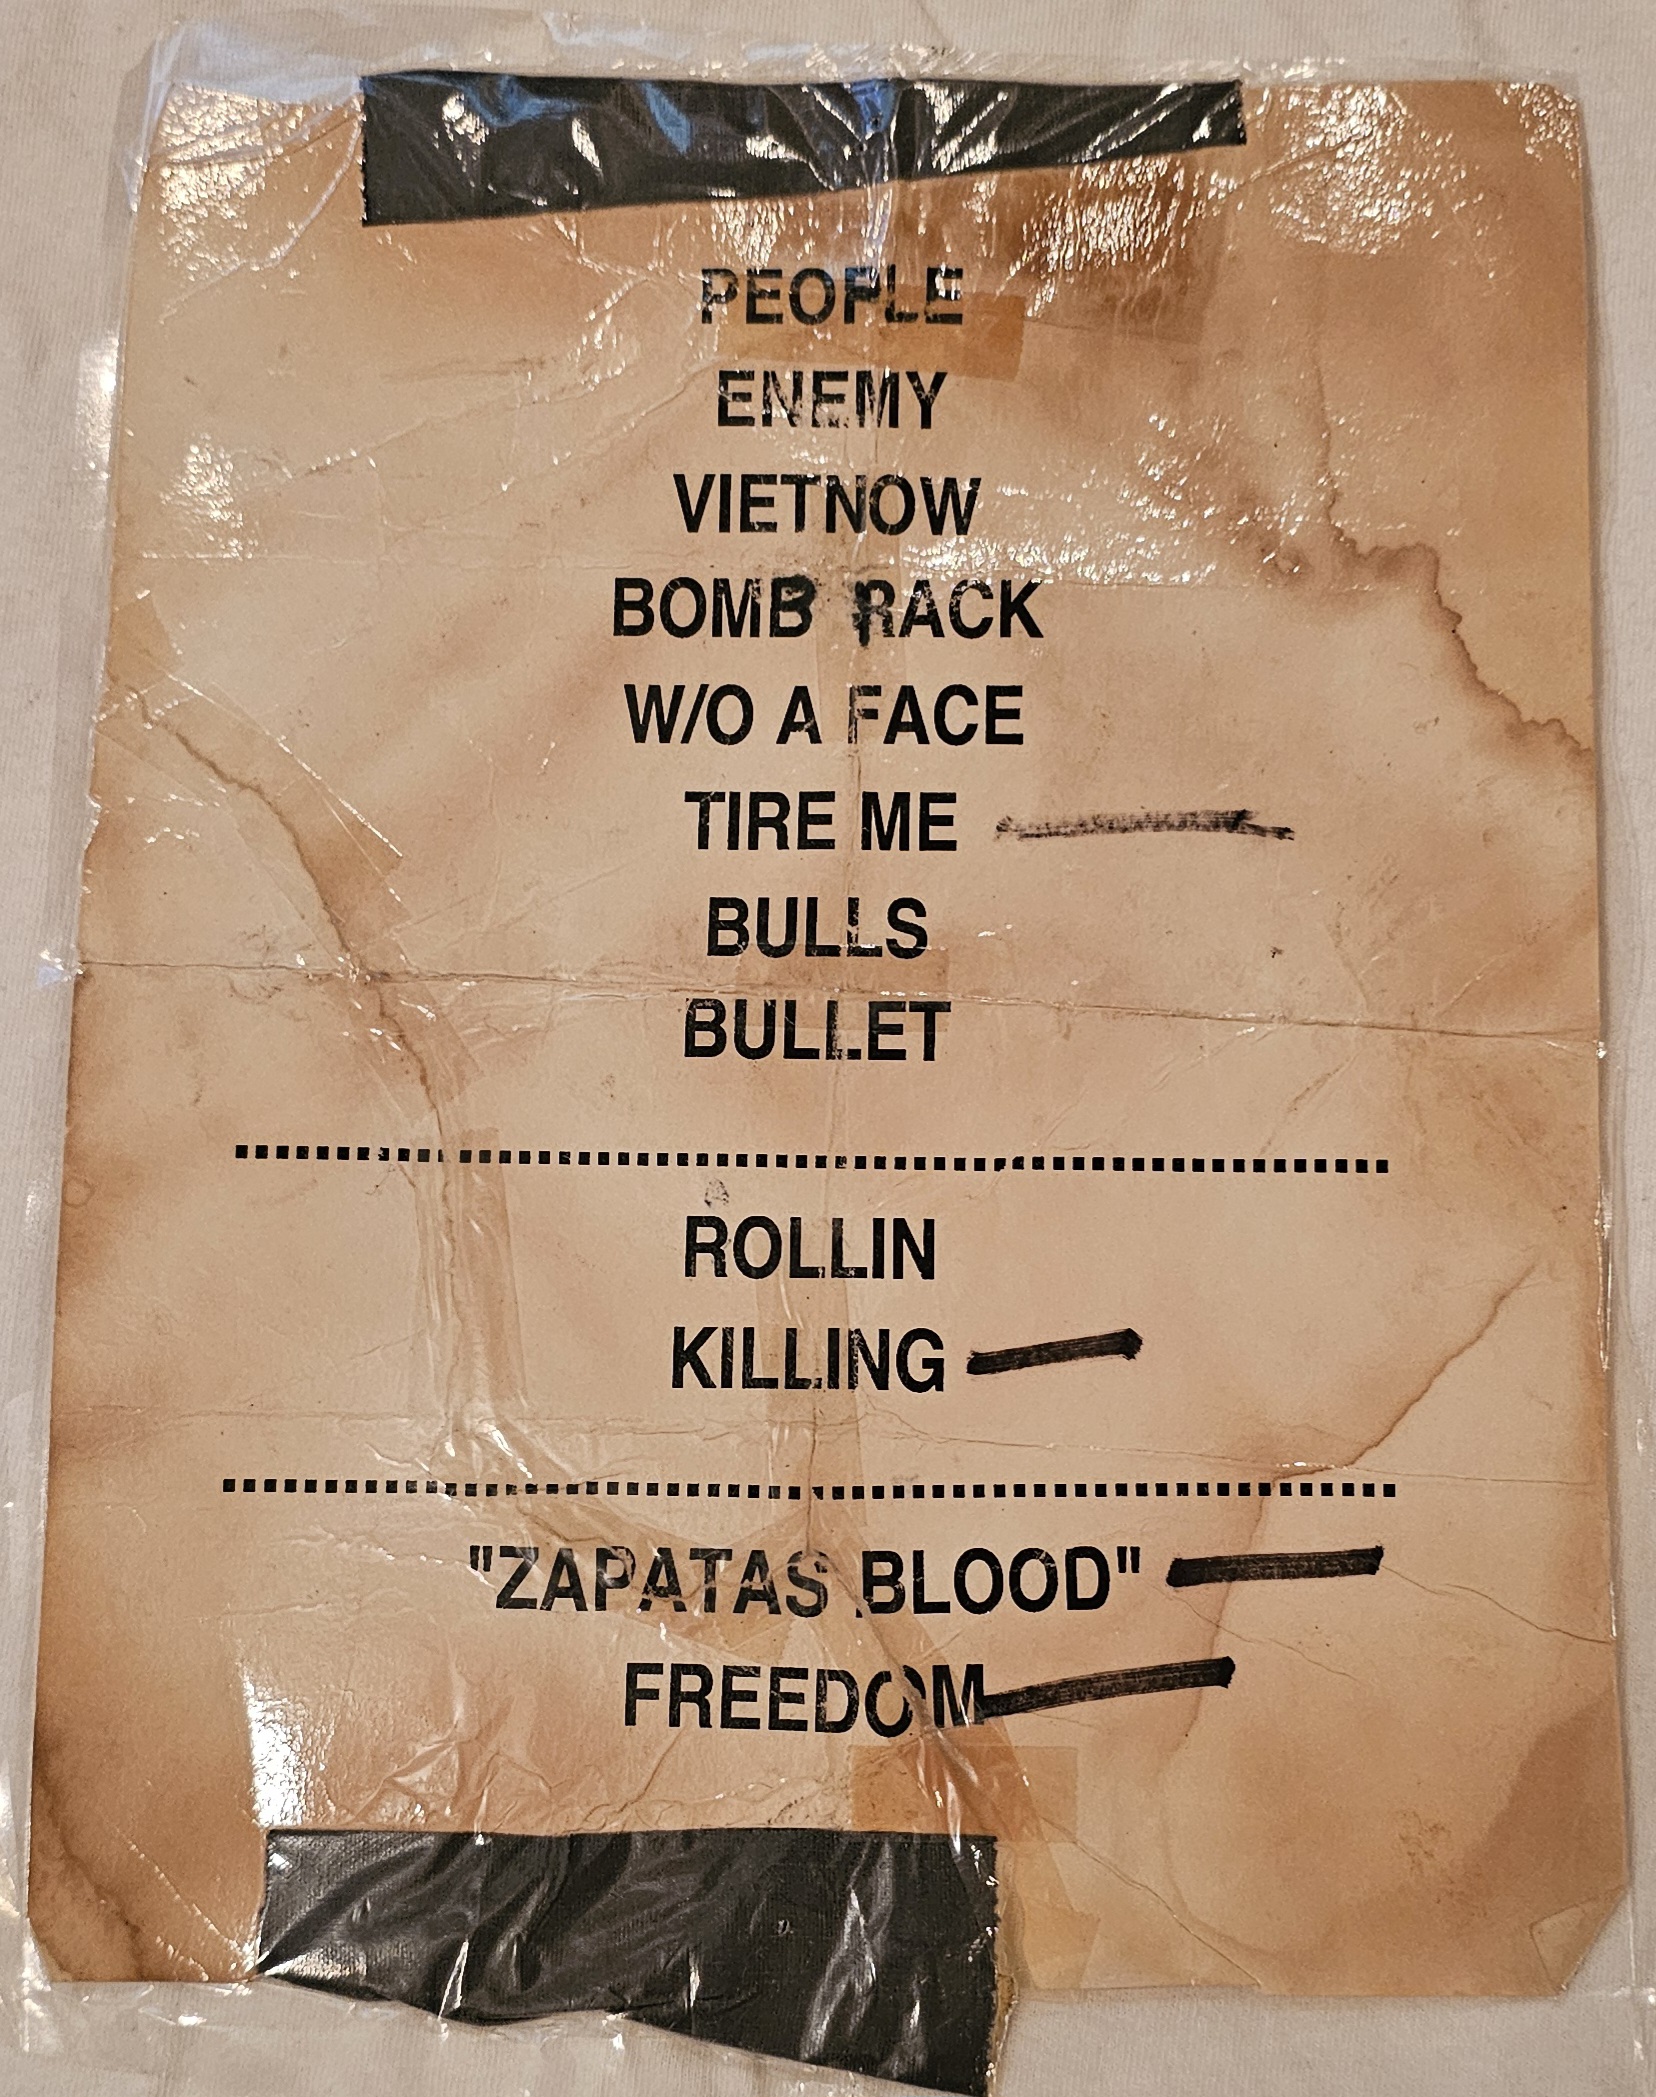 PEOPLE
ENEMY
VIETNOW
BOMB RACK
W/O A FACE
TIRE ME
BULLS
BULLET
ROLLIN
KILLING
"ZAPATAS BLOOD"
FREEDOM